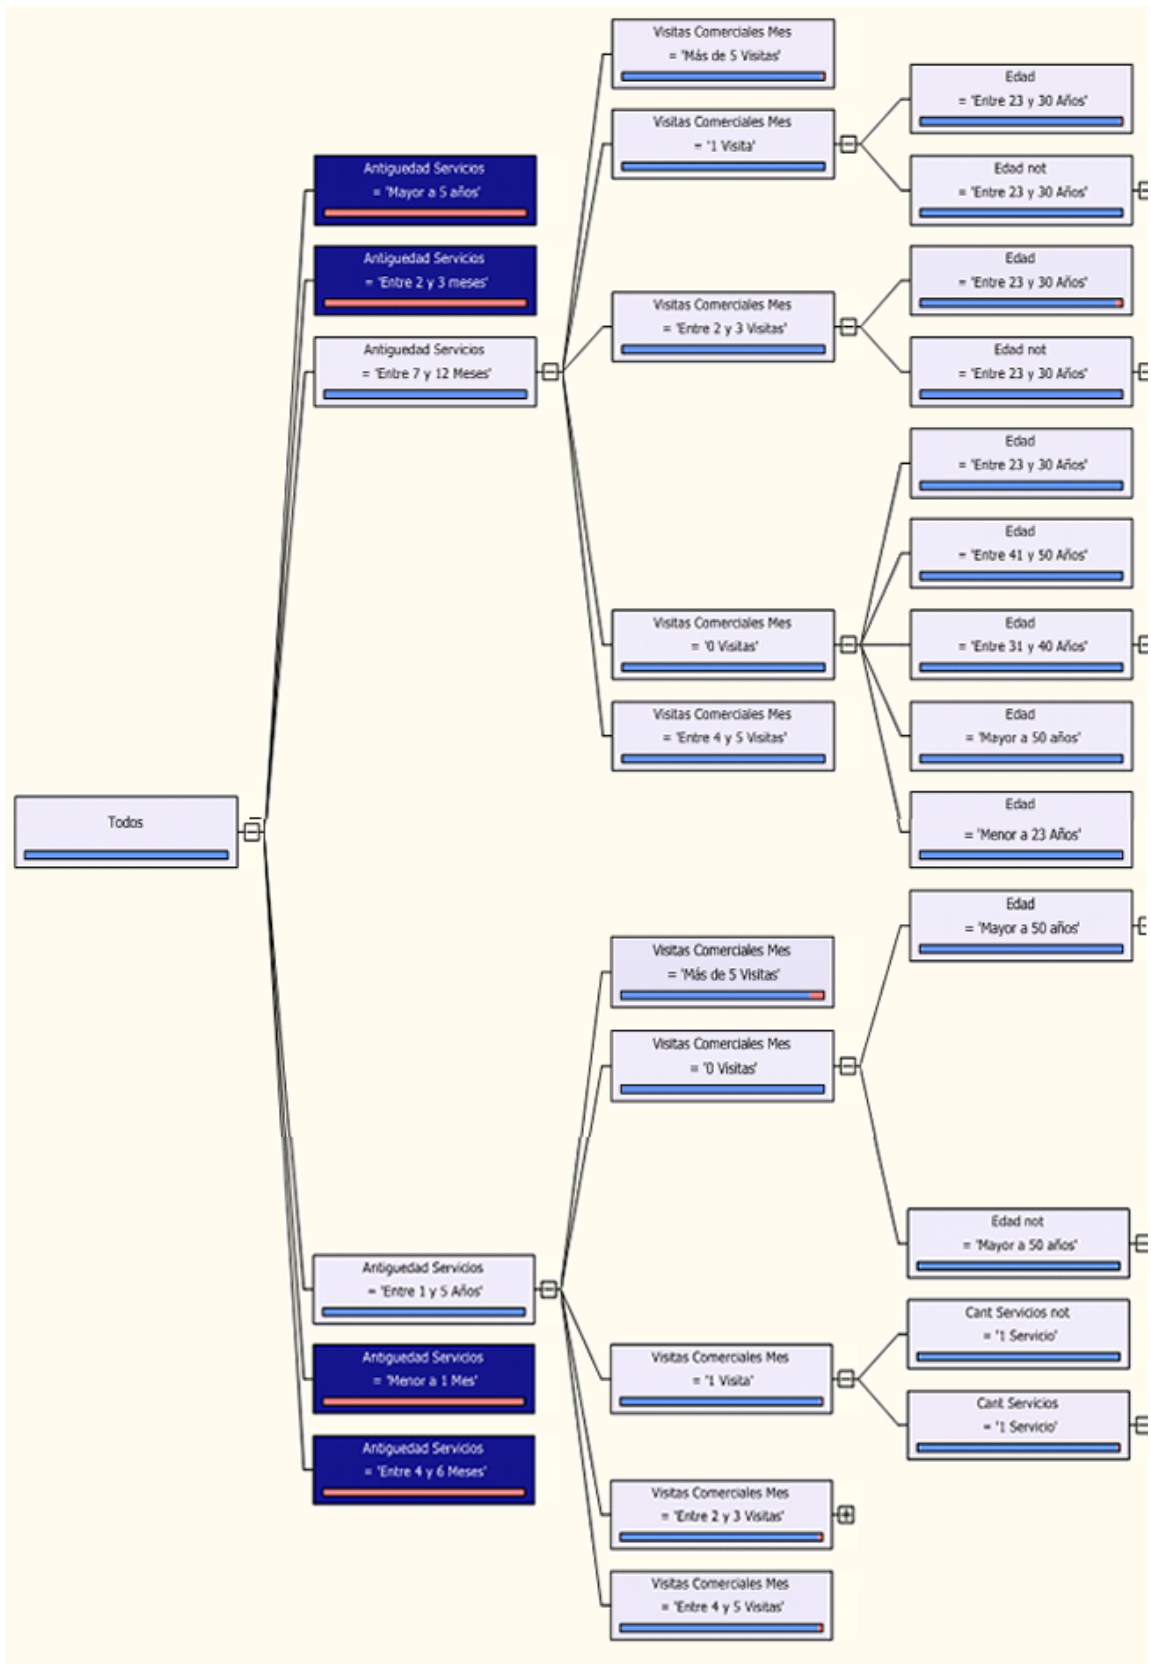 Todos
Antiguedad Servicios
= 'Mayor a 5 años'
Antiguedad Servicios
= 'Entre 2 y 3 meses'
Antiguedad Servicios
= 'Entre 7 y 12 Meses'
Visitas Comerciales Mes
= 'Más de 5 Visitas'
Visitas Comerciales Mes
= '1 Visita'
Edad
= 'Entre 23 y 30 Años'
Edad not
= 'Entre 23 y 30 Años'
Visitas Comerciales Mes
= 'Entre 2 y 3 Visitas'
Edad
= 'Entre 23 y 30 Años'
Edad not
= 'Entre 23 y 30 Años'
Visitas Comerciales Mes
= '0 Visitas'
Edad
= 'Entre 23 y 30 Años'
Edad
= 'Entre 41 y 50 Años'
Edad
= 'Entre 31 y 40 Años'
Edad
= 'Mayor a 50 años'
Edad
= 'Menor a 23 Años'
Visitas Comerciales Mes
= 'Entre 4 y 5 Visitas'
Antiguedad Servicios
= 'Entre 1 y 5 Años'
Visitas Comerciales Mes
= 'Más de 5 Visitas'
Visitas Comerciales Mes
= '0 Visitas'
Edad
= 'Mayor a 50 años'
Edad not
= 'Mayor a 50 años'
Visitas Comerciales Mes
= '1 Visita'
Cant Servicios not
= '1 Servicio'
Cant Servicios
= '1 Servicio'
Visitas Comerciales Mes
= 'Entre 2 y 3 Visitas'
Visitas Comerciales Mes
= 'Entre 4 y 5 Visitas'
Antiguedad Servicios
= 'Menor a 1 Mes'
Antiguedad Servicios
= 'Entre 4 y 6 Meses'